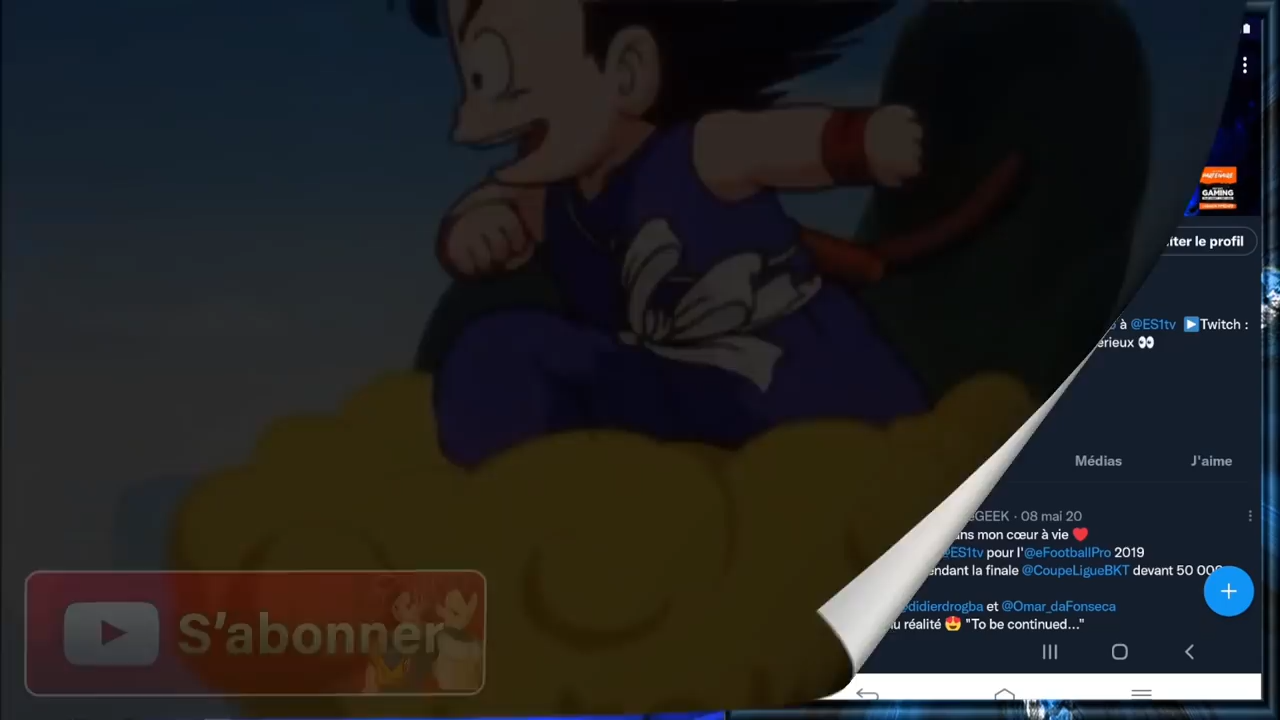 GAMING
iter le profil
à @ES1tv ▶Twitch :
érieux 👀
Médias
J'aime
GEEK · 08 mai 20
ans mon cœur à vie ❤️
ES1tv pour l'@eFootballPro 2019
endant la finale @CoupeLigueBKT devant 50 000
didierdrogba et @Omar_daFonseca
réalité 😍 "To be continued..."
S'abonner